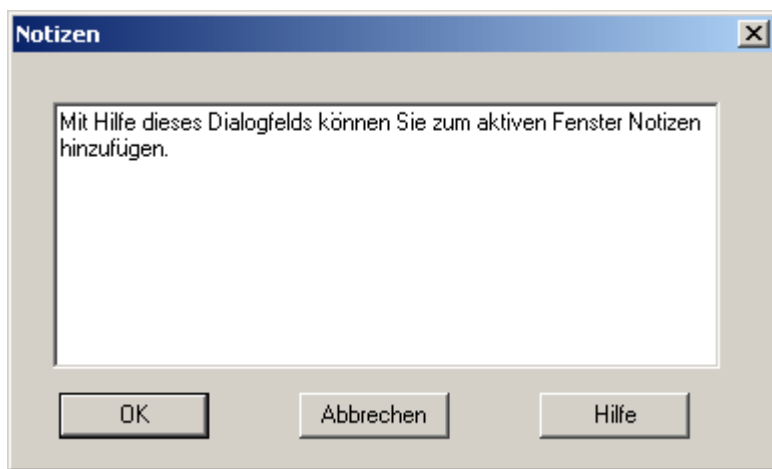 Notizen
Mit Hilfe dieses Dialogfelds können Sie zum aktiven Fenster Notizen
hinzufügen.
OK
Abbrechen
Hilfe